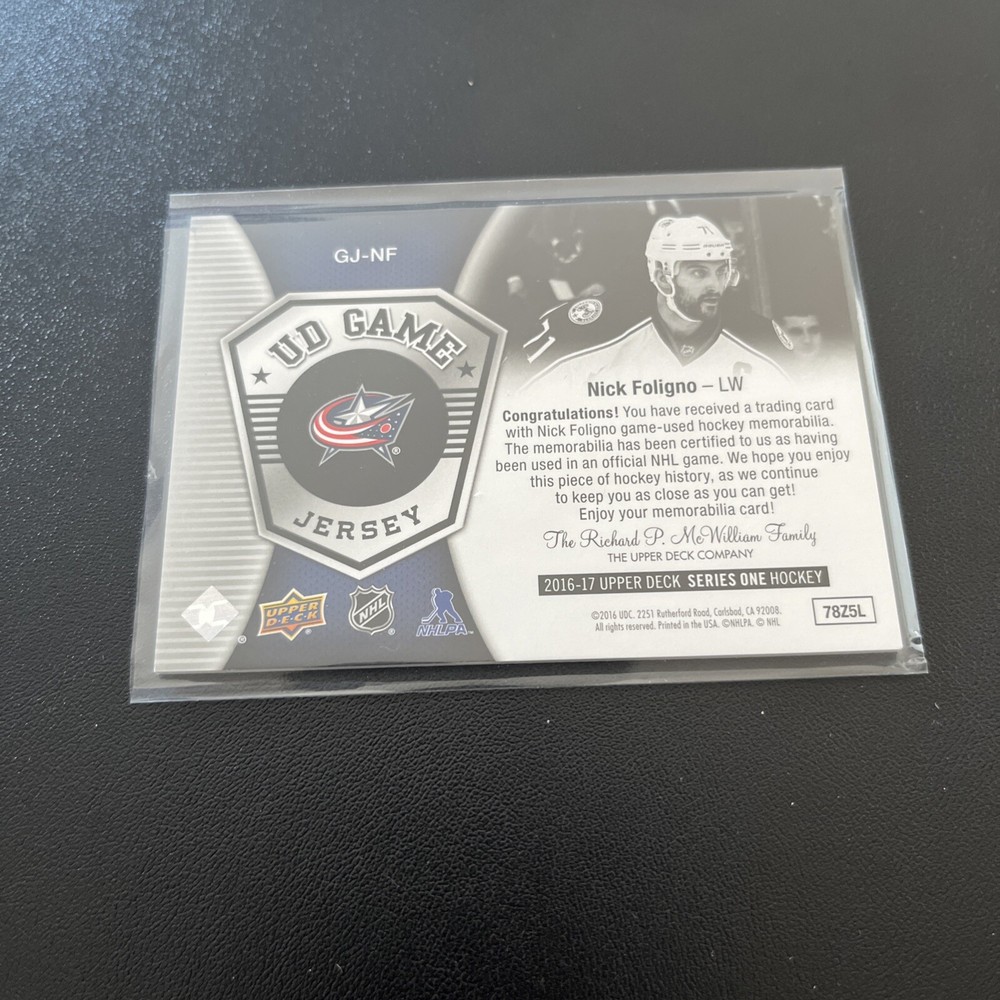 GJ-NF
UD GAME
JERSEY
®
UPPER
D·E·C·K
®
NHL
®
NHLPA
71
71
C
Nick Foligno – LW
Congratulations! You have received a trading card
with Nick Foligno game-used hockey memorabilia.
The memorabilia has been certified to us as having
been used in an official NHL game. We hope you enjoy
this piece of hockey history, as we continue
to keep you as close as you can get!
Enjoy your memorabilia card!
The Richard P. McWilliam Family
THE UPPER DECK COMPANY
2016-17 UPPER DECK SERIES ONE HOCKEY
©2016 UDC. 2251 Rutherford Road, Carlsbad, CA 92008.
All rights reserved. Printed in the USA. ©NHLPA. © NHL
78Z5L